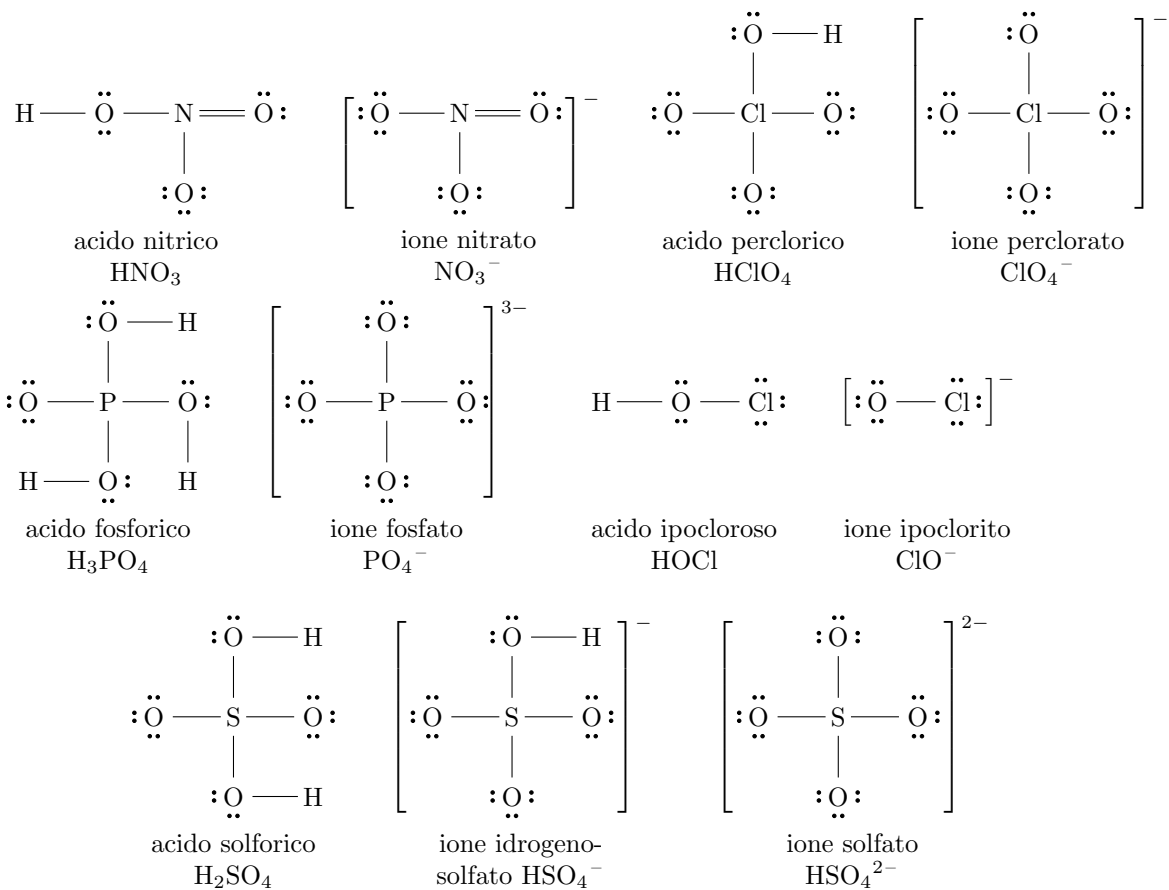 H O N O O
O N O O −
O H O Cl O O
O O Cl O O −
acido nitrico
HNO₃
ione nitrato
NO₃⁻
acido perclorico
HClO₄
ione perclorato
ClO₄⁻
O H
O P O
H O H
O O P O O 3−
H O Cl
O Cl −
acido fosforico
H₃PO₄
ione fosfato
PO₄⁻
acido ipocloroso
HOCl
ione ipoclorito
ClO⁻
O H
O S O
O H
O H O S O O −
O O S O O 2−
acido solforico
H₂SO₄
ione idrogeno-
solfato HSO₄⁻
ione solfato
HSO₄²⁻